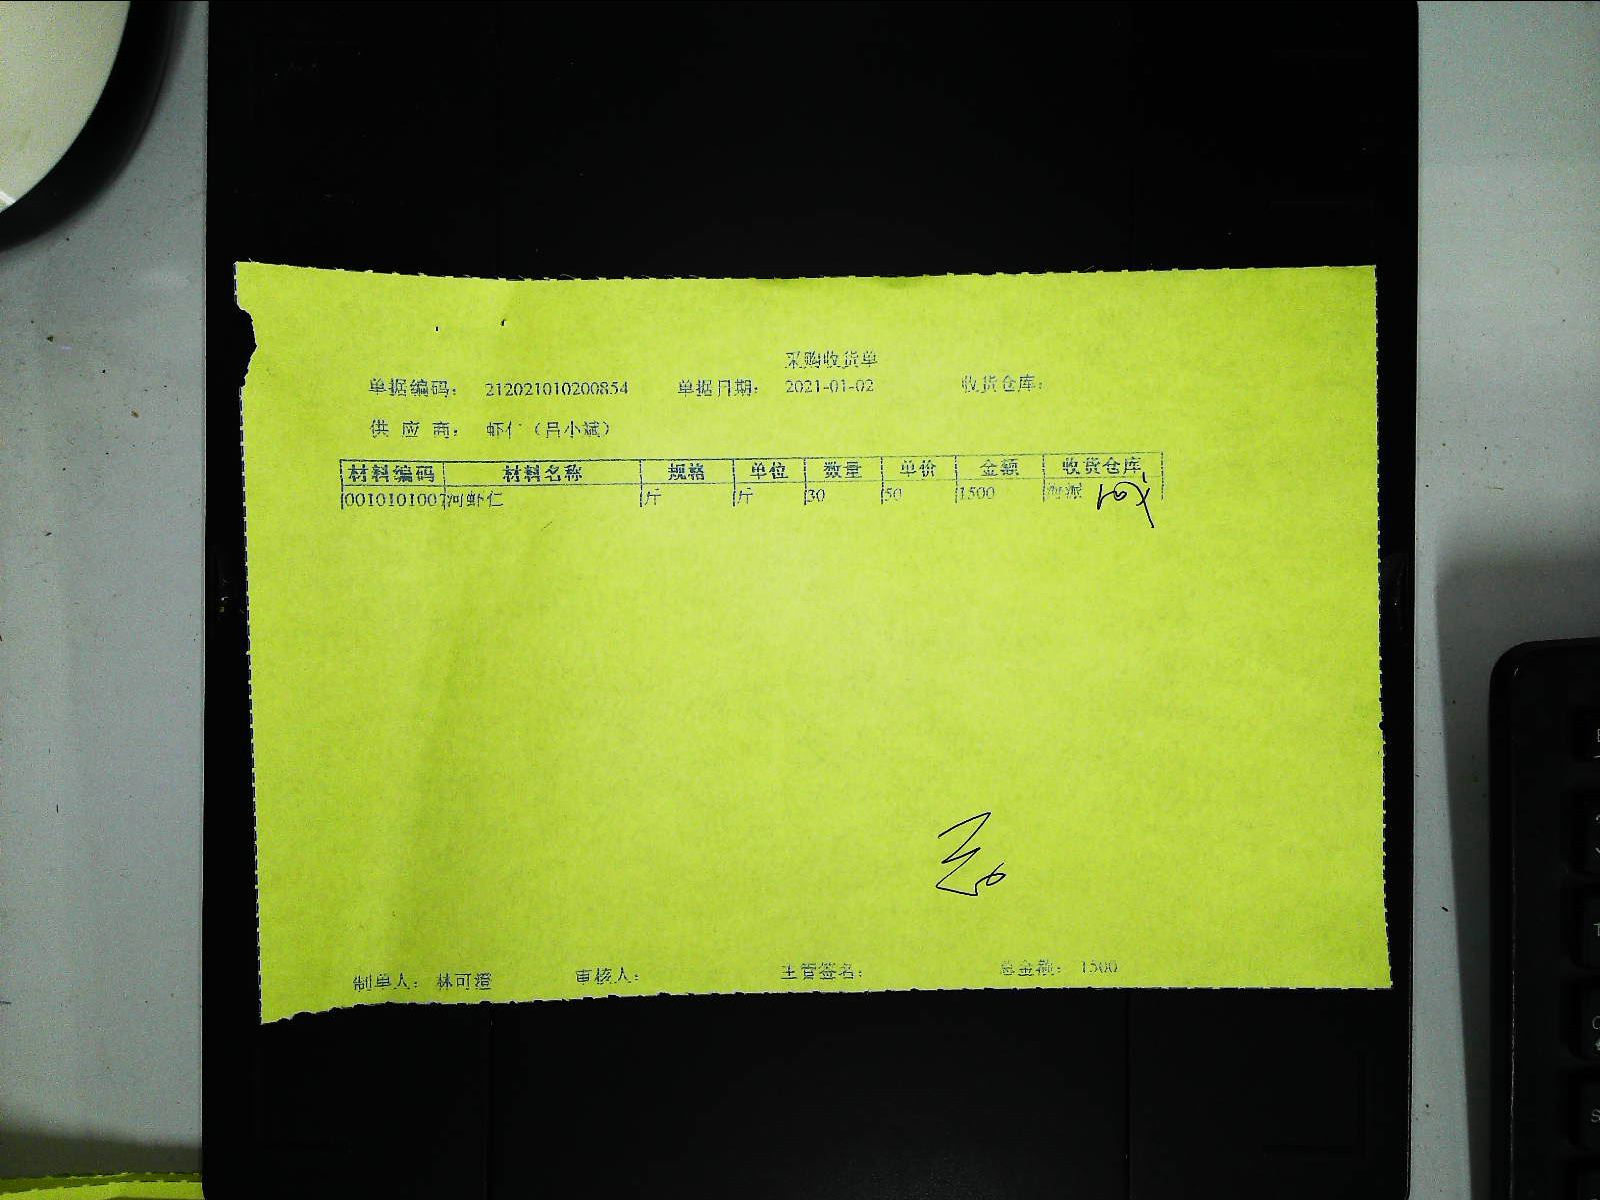 采购收货单
单据编码： 212021010200854 单据日期： 2021-01-02 收货仓库：
供 应 商： 虾仁（吕小斌）
材料编码 材料名称 规格 单位 数量 单价 金额 收货仓库
0010101007 河虾仁 斤 斤 30 50 1500 海派
制单人： 林可澄 审核人： 主管签名： 总金额： 1500